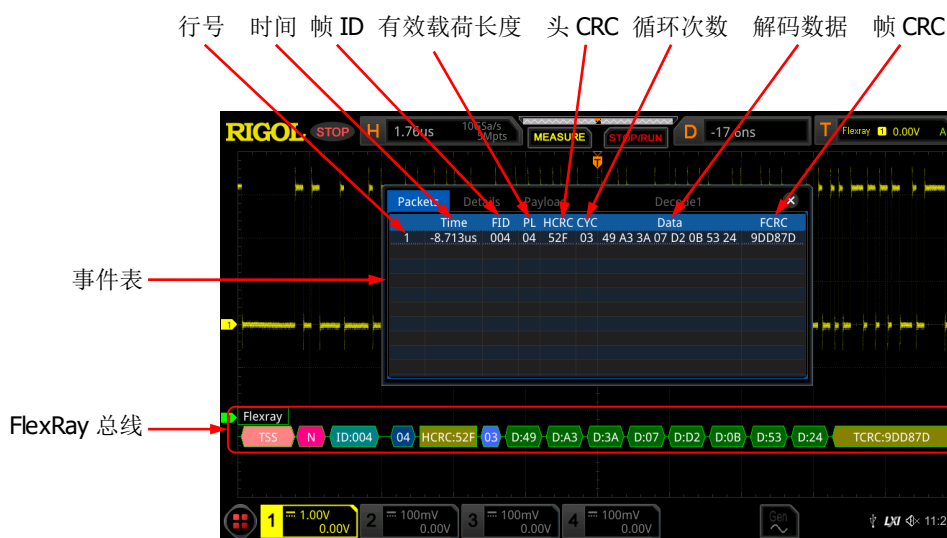 行号 时间 帧 ID 有效载荷长度 头 CRC 循环次数 解码数据 帧 CRC
RIGOL STOP H 1.76us 10GSa/s 5Mpts MEASURE STOP/RUN D -17.6ns T Flexray 1 0.00V A
T
Packets Details Payload Decode1
Time FID PL HCRC CYC Data FCRC
1 -8.713us 004 04 52F 03 49 A3 3A 07 D2 0B 53 24 9DD87D
事件表
1
Flexray
FlexRay 总线
TSS N ID:004 04 HCRC:52F 03 D:49 D:A3 D:3A D:07 D:D2 D:0B D:53 D:24 TCRC:9DD87D
1 1.00V 0.00V 2 100mV 0.00V 3 100mV 0.00V 4 100mV 0.00V Gen LXI 11:2